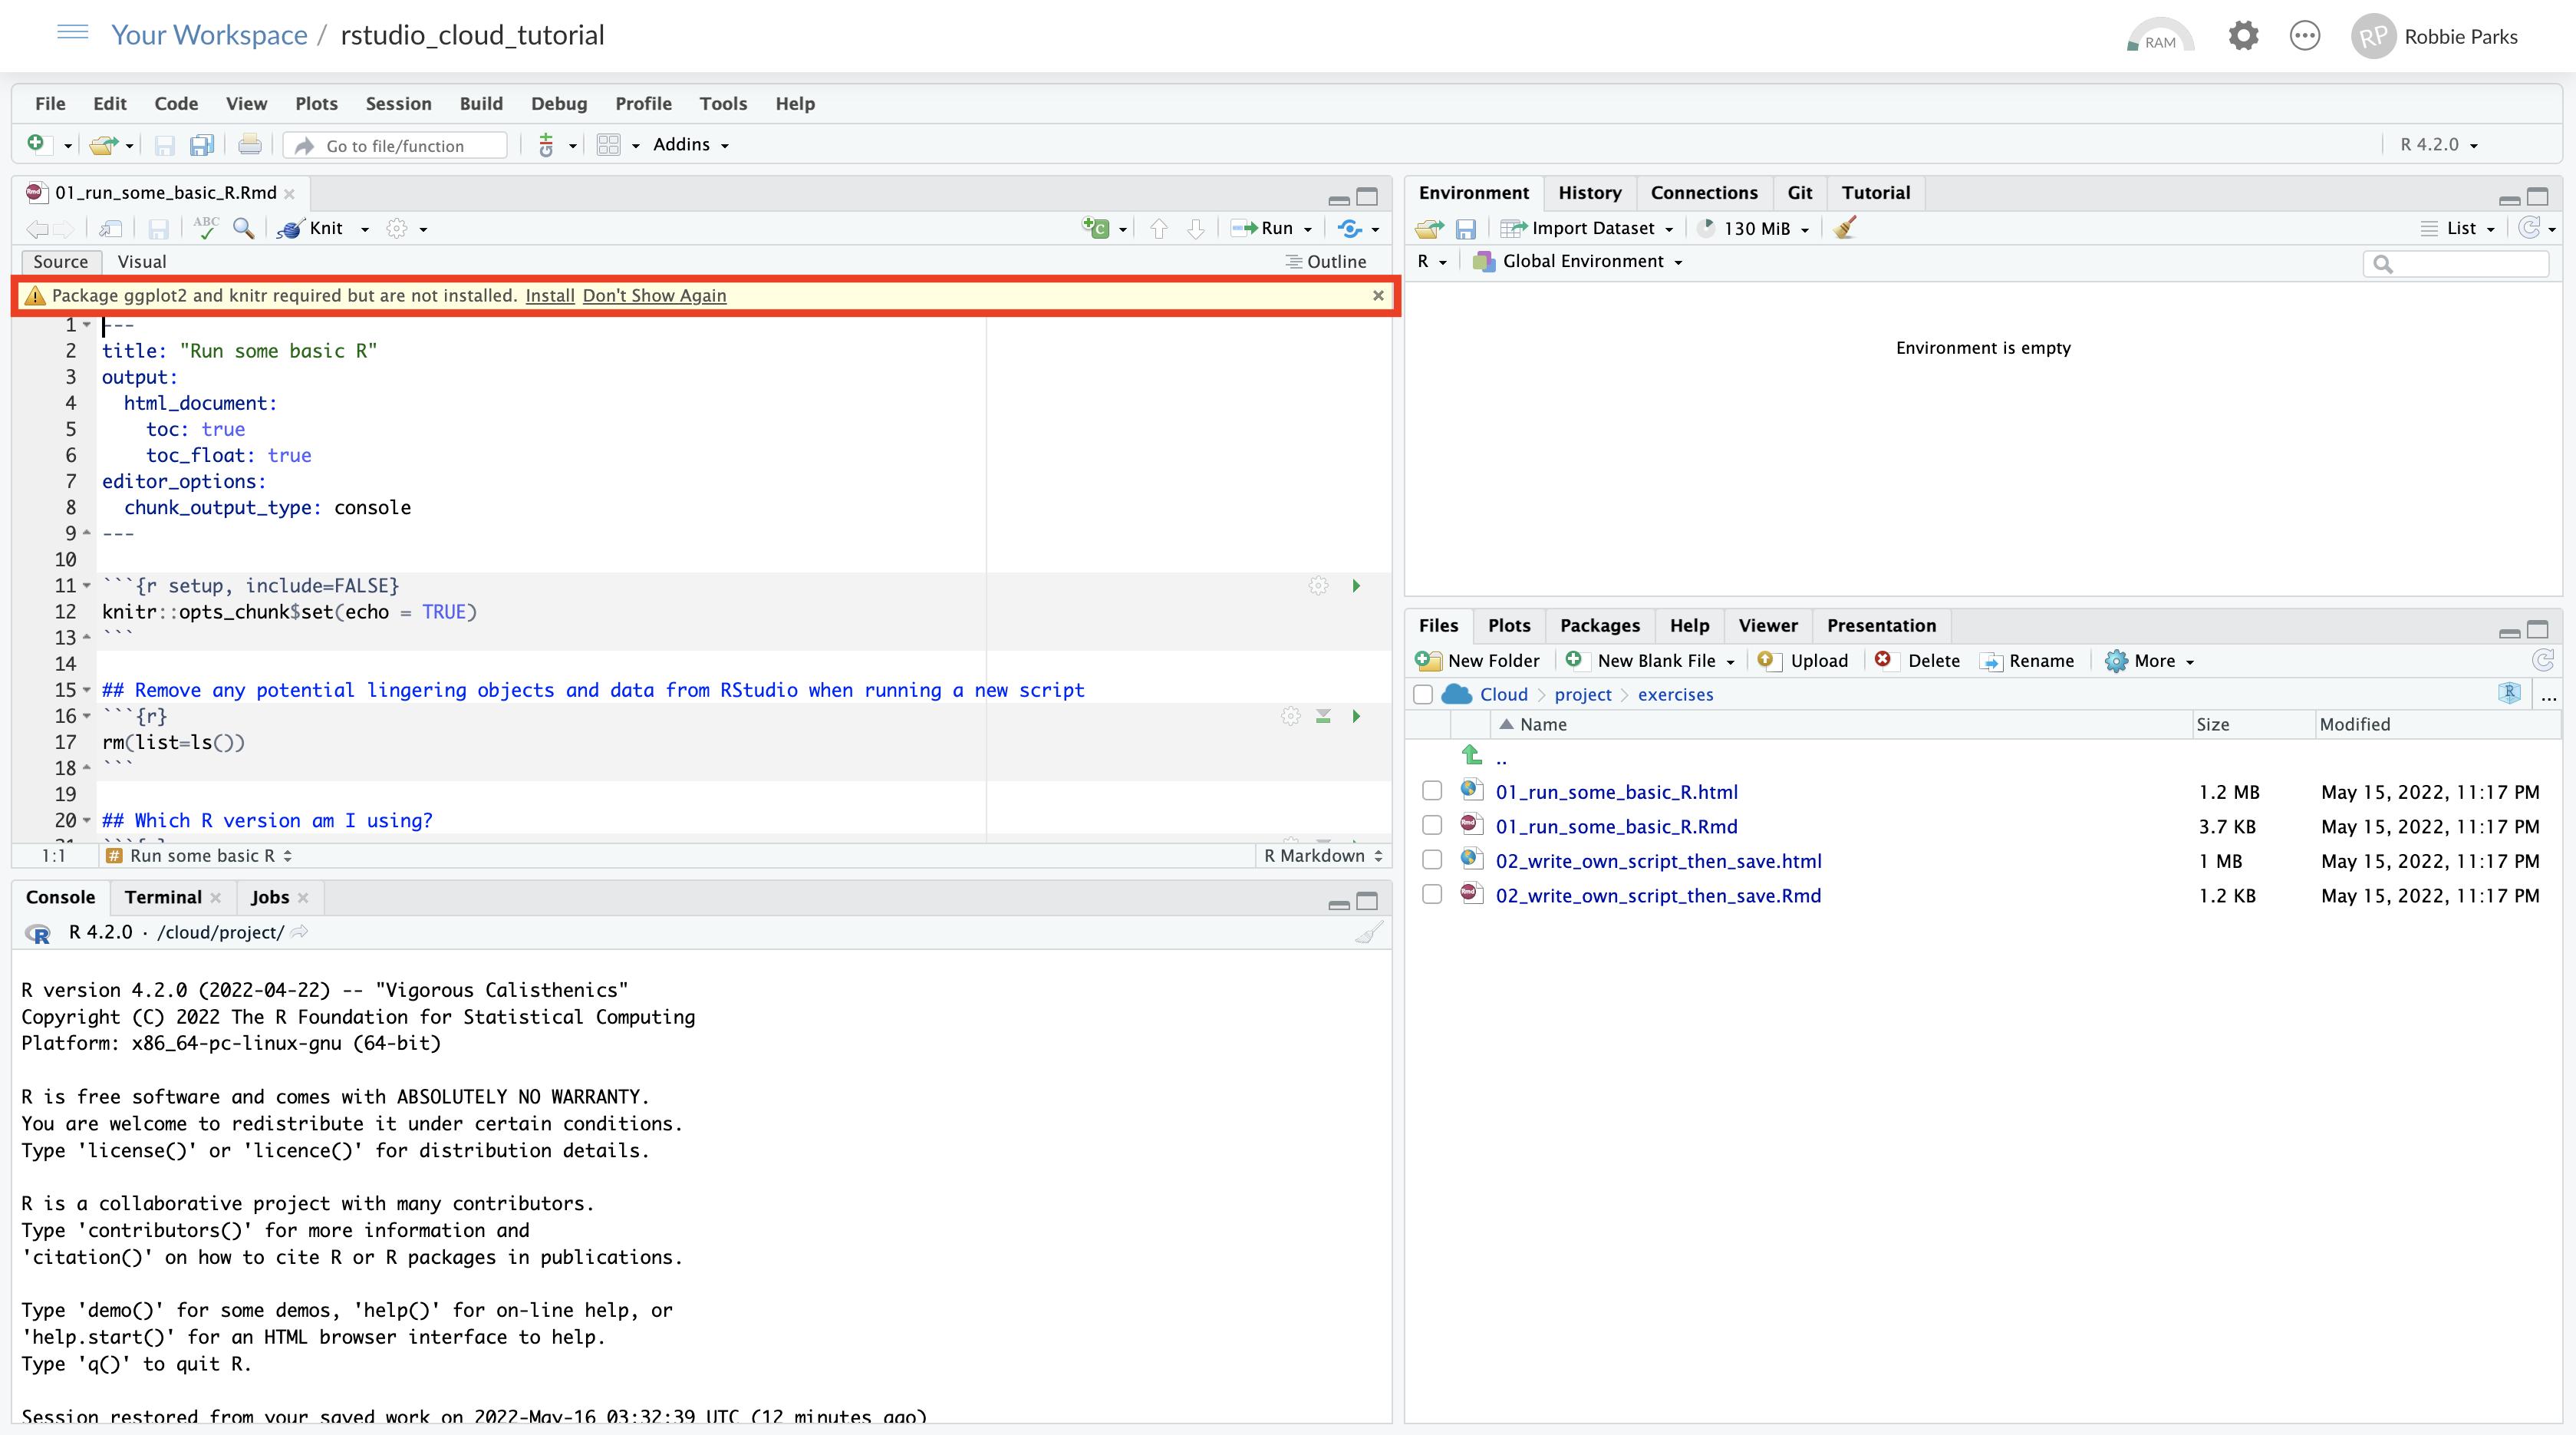 Your Workspace / rstudio_cloud_tutorial
RAM
RP Robbie Parks
File Edit Code View Plots Session Build Debug Profile Tools Help
Go to file/function Addins R 4.2.0
01_run_some_basic_R.Rmd
ABC Knit Run
Source Visual Outline
Package ggplot2 and knitr required but are not installed. Install Don't Show Again
1 ---
2 title: "Run some basic R"
3 output:
4 html_document:
5 toc: true
6 toc_float: true
7 editor_options:
8 chunk_output_type: console
9 ---
10
11 ```{r setup, include=FALSE}
12 knitr::opts_chunk$set(echo = TRUE)
13 ```
14
15 ## Remove any potential lingering objects and data from RStudio when running a new script
16 ```{r}
17 rm(list=ls())
18 ```
19
20 ## Which R version am I using?
1:1 # Run some basic R R Markdown
Console Terminal Jobs
R 4.2.0 · /cloud/project/
R version 4.2.0 (2022-04-22) -- "Vigorous Calisthenics"
Copyright (C) 2022 The R Foundation for Statistical Computing
Platform: x86_64-pc-linux-gnu (64-bit)
R is free software and comes with ABSOLUTELY NO WARRANTY.
You are welcome to redistribute it under certain conditions.
Type 'license()' or 'licence()' for distribution details.
R is a collaborative project with many contributors.
Type 'contributors()' for more information and
'citation()' on how to cite R or R packages in publications.
Type 'demo()' for some demos, 'help()' for on-line help, or
'help.start()' for an HTML browser interface to help.
Type 'q()' to quit R.
Session restored from your saved work on 2022-May-16 03:32:39 UTC (12 minutes ago)
Environment History Connections Git Tutorial
Import Dataset 130 MiB List
R Global Environment
Environment is empty
Files Plots Packages Help Viewer Presentation
New Folder New Blank File Upload Delete Rename More
Cloud project exercises R ...
Name Size Modified
..
01_run_some_basic_R.html 1.2 MB May 15, 2022, 11:17 PM
01_run_some_basic_R.Rmd 3.7 KB May 15, 2022, 11:17 PM
02_write_own_script_then_save.html 1 MB May 15, 2022, 11:17 PM
02_write_own_script_then_save.Rmd 1.2 KB May 15, 2022, 11:17 PM